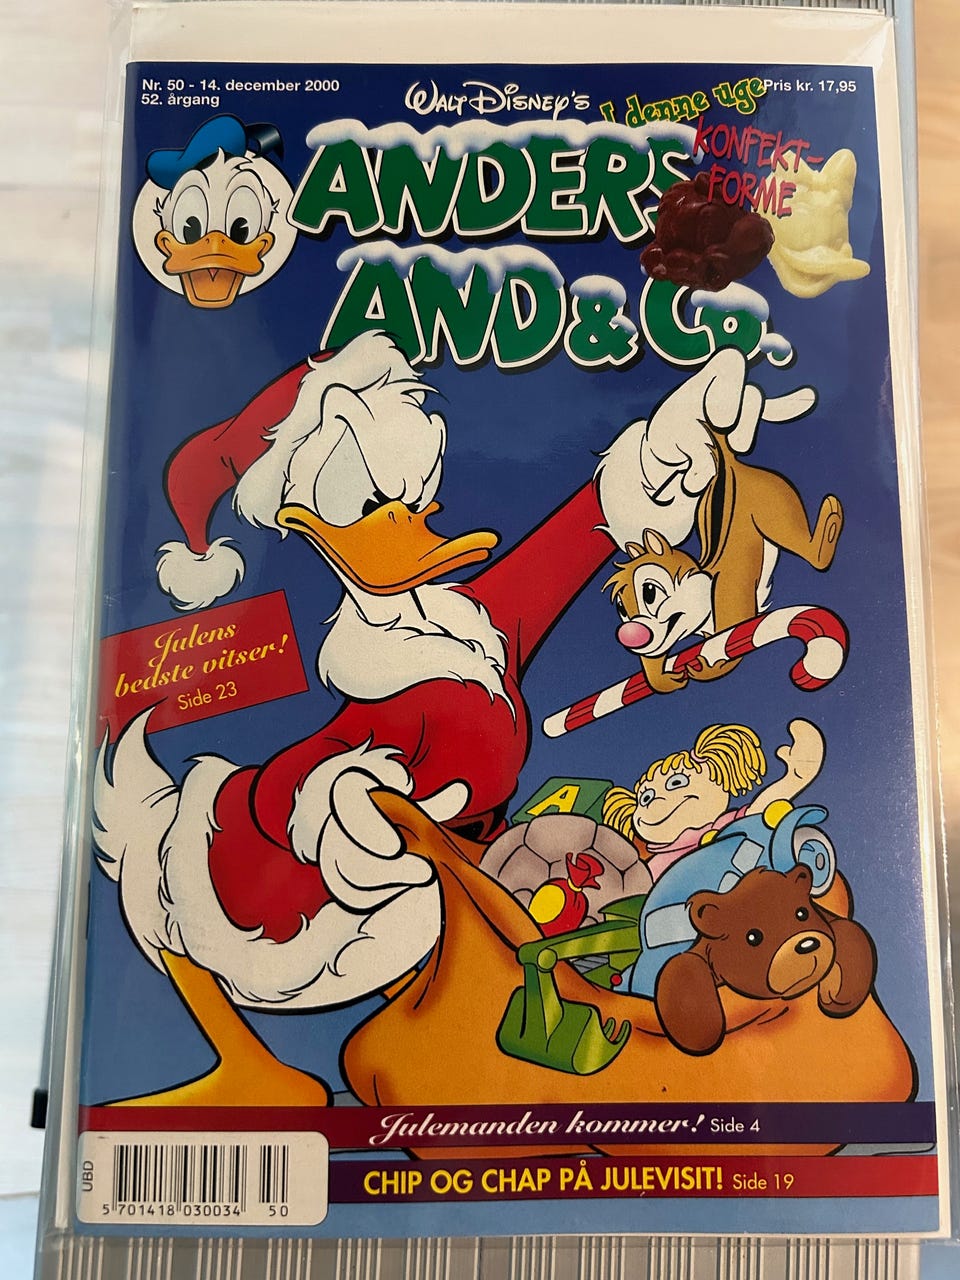 Nr. 50 - 14. december 2000
52. årgang
WALT DISNEY'S
I denne uge
Pris kr. 17,95
KONFEKT-
FORME
ANDERS
AND & Co.
Julens
bedste vitser!
Side 23
A
Julemanden kommer! Side 4
CHIP OG CHAP PÅ JULEVISIT! Side 19
UBD
5 701418 030034 50